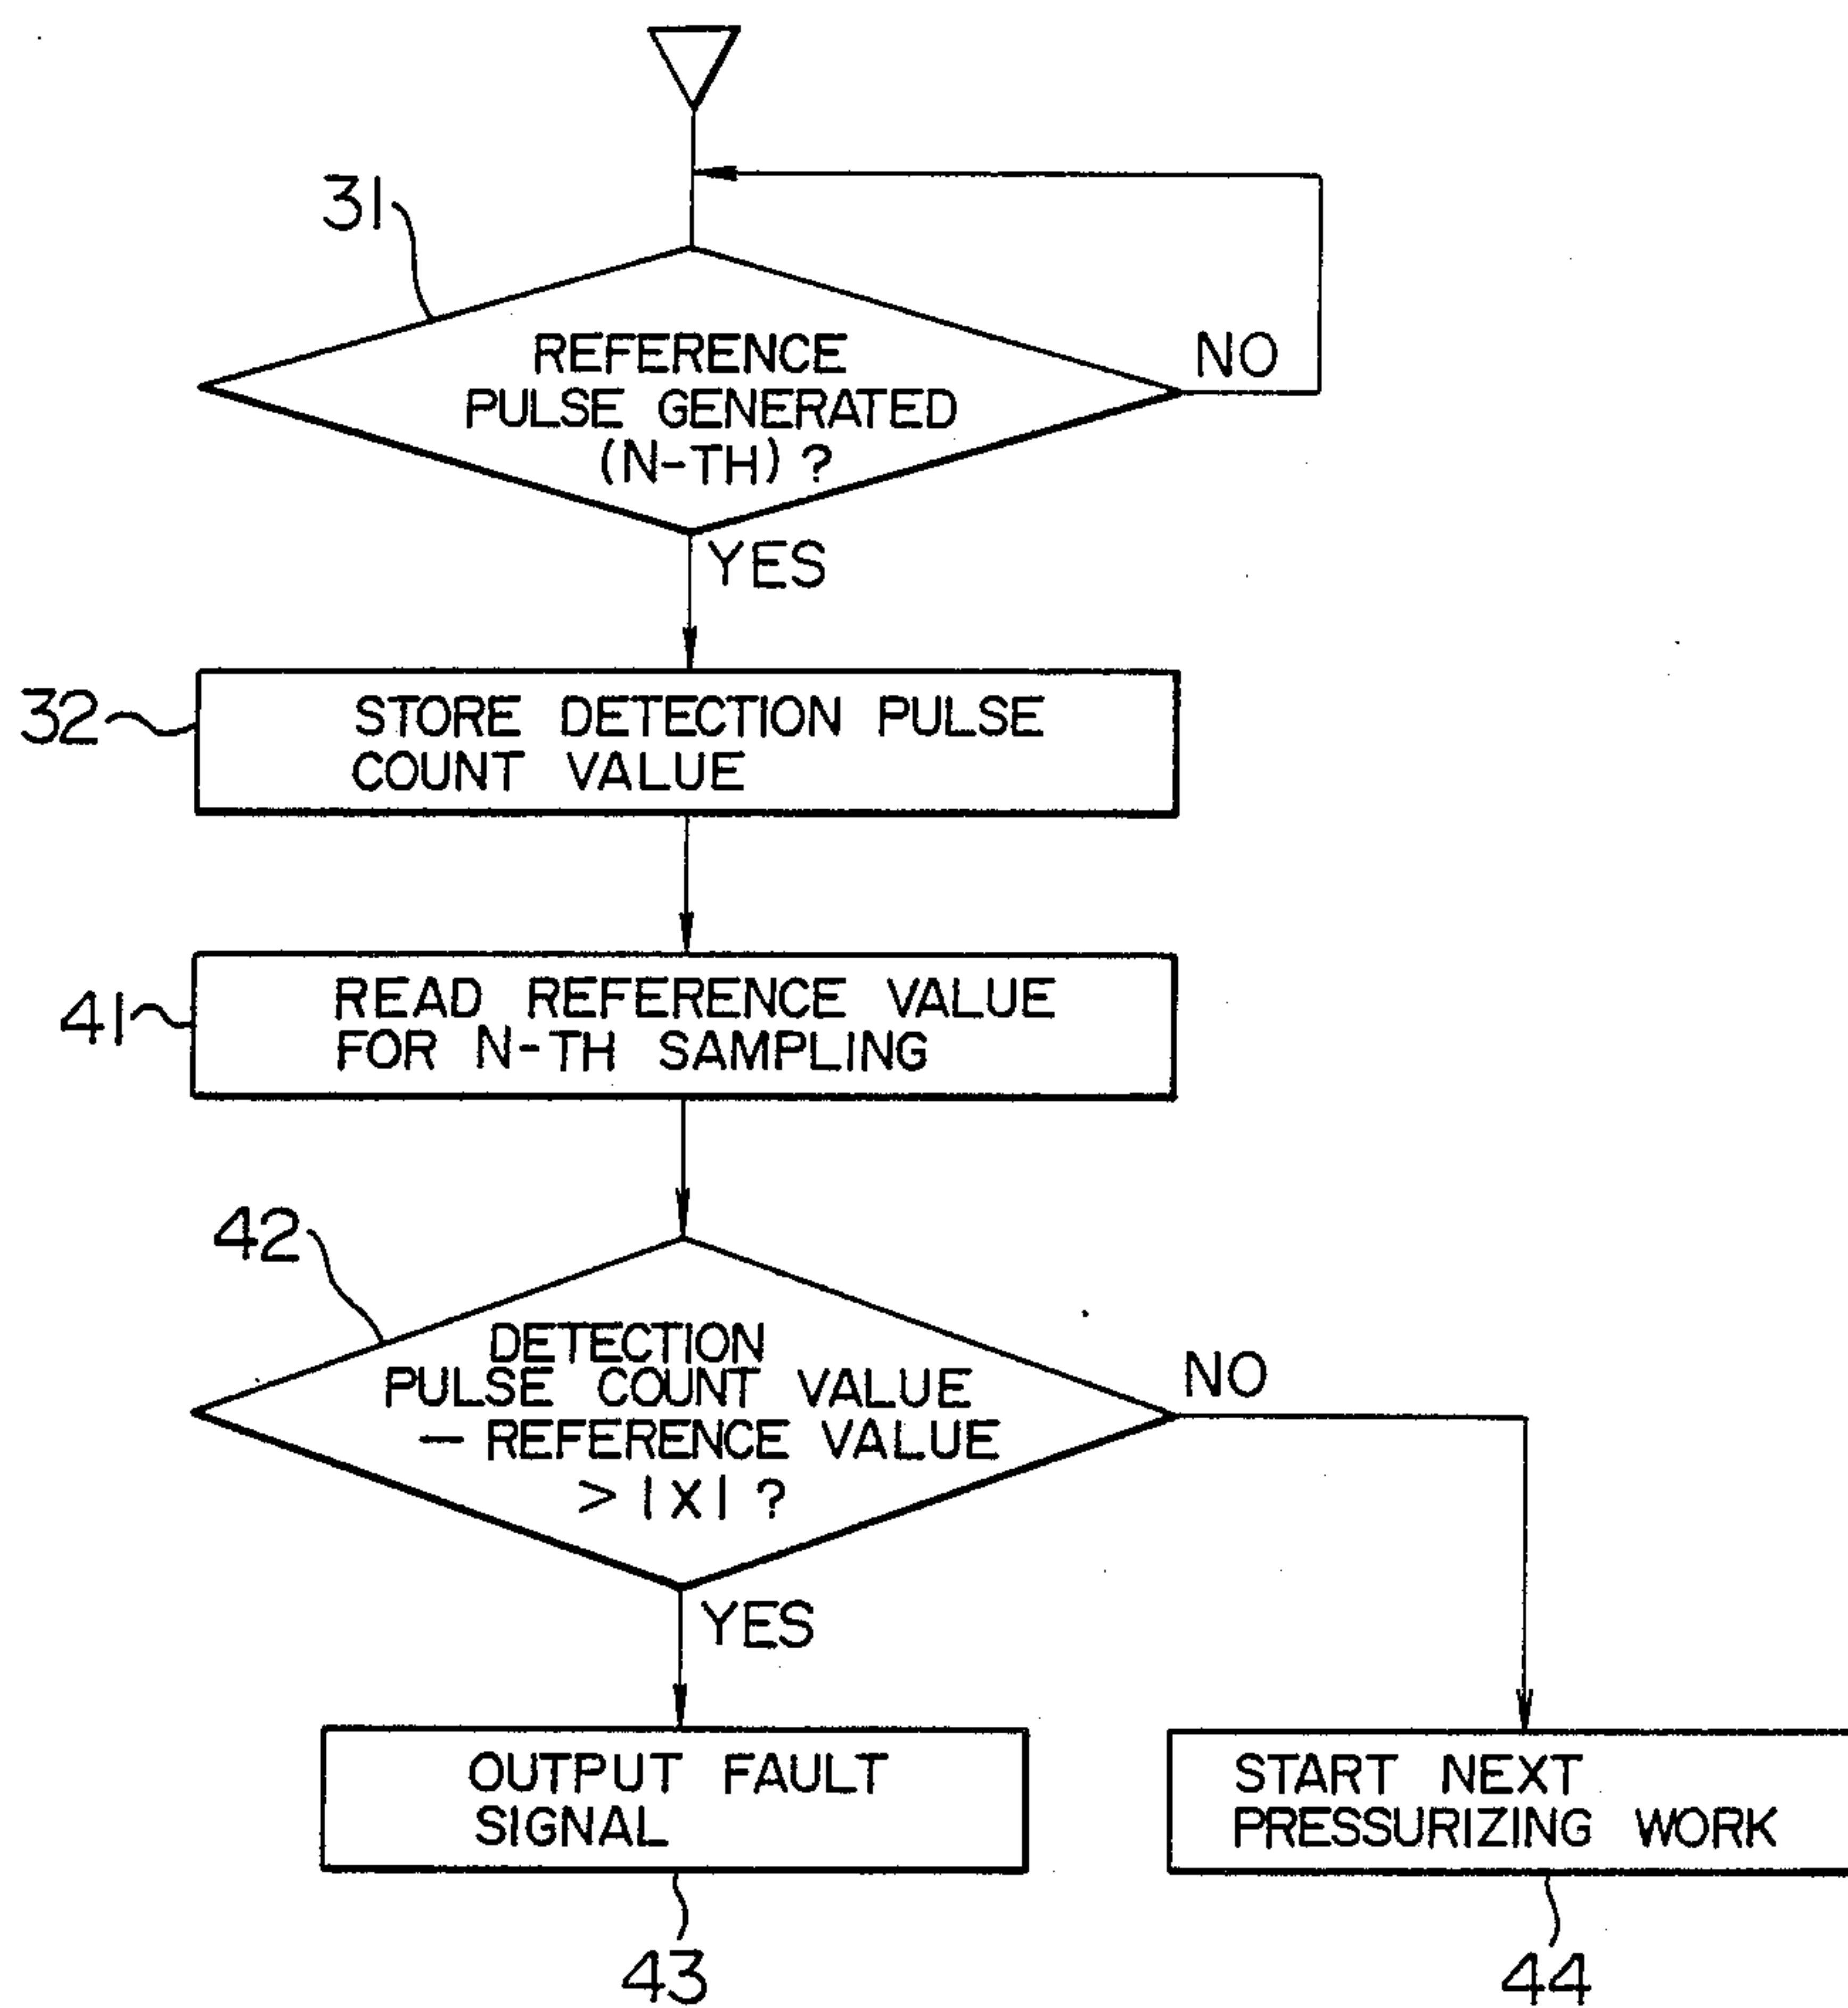 31
REFERENCE
PULSE GENERATED
(N-TH) ?
NO
YES
32
STORE DETECTION PULSE
COUNT VALUE
41
READ REFERENCE VALUE
FOR N-TH SAMPLING
42
DETECTION
PULSE COUNT VALUE
— REFERENCE VALUE
> |X| ?
NO
YES
OUTPUT FAULT
SIGNAL
START NEXT
PRESSURIZING WORK
43
44